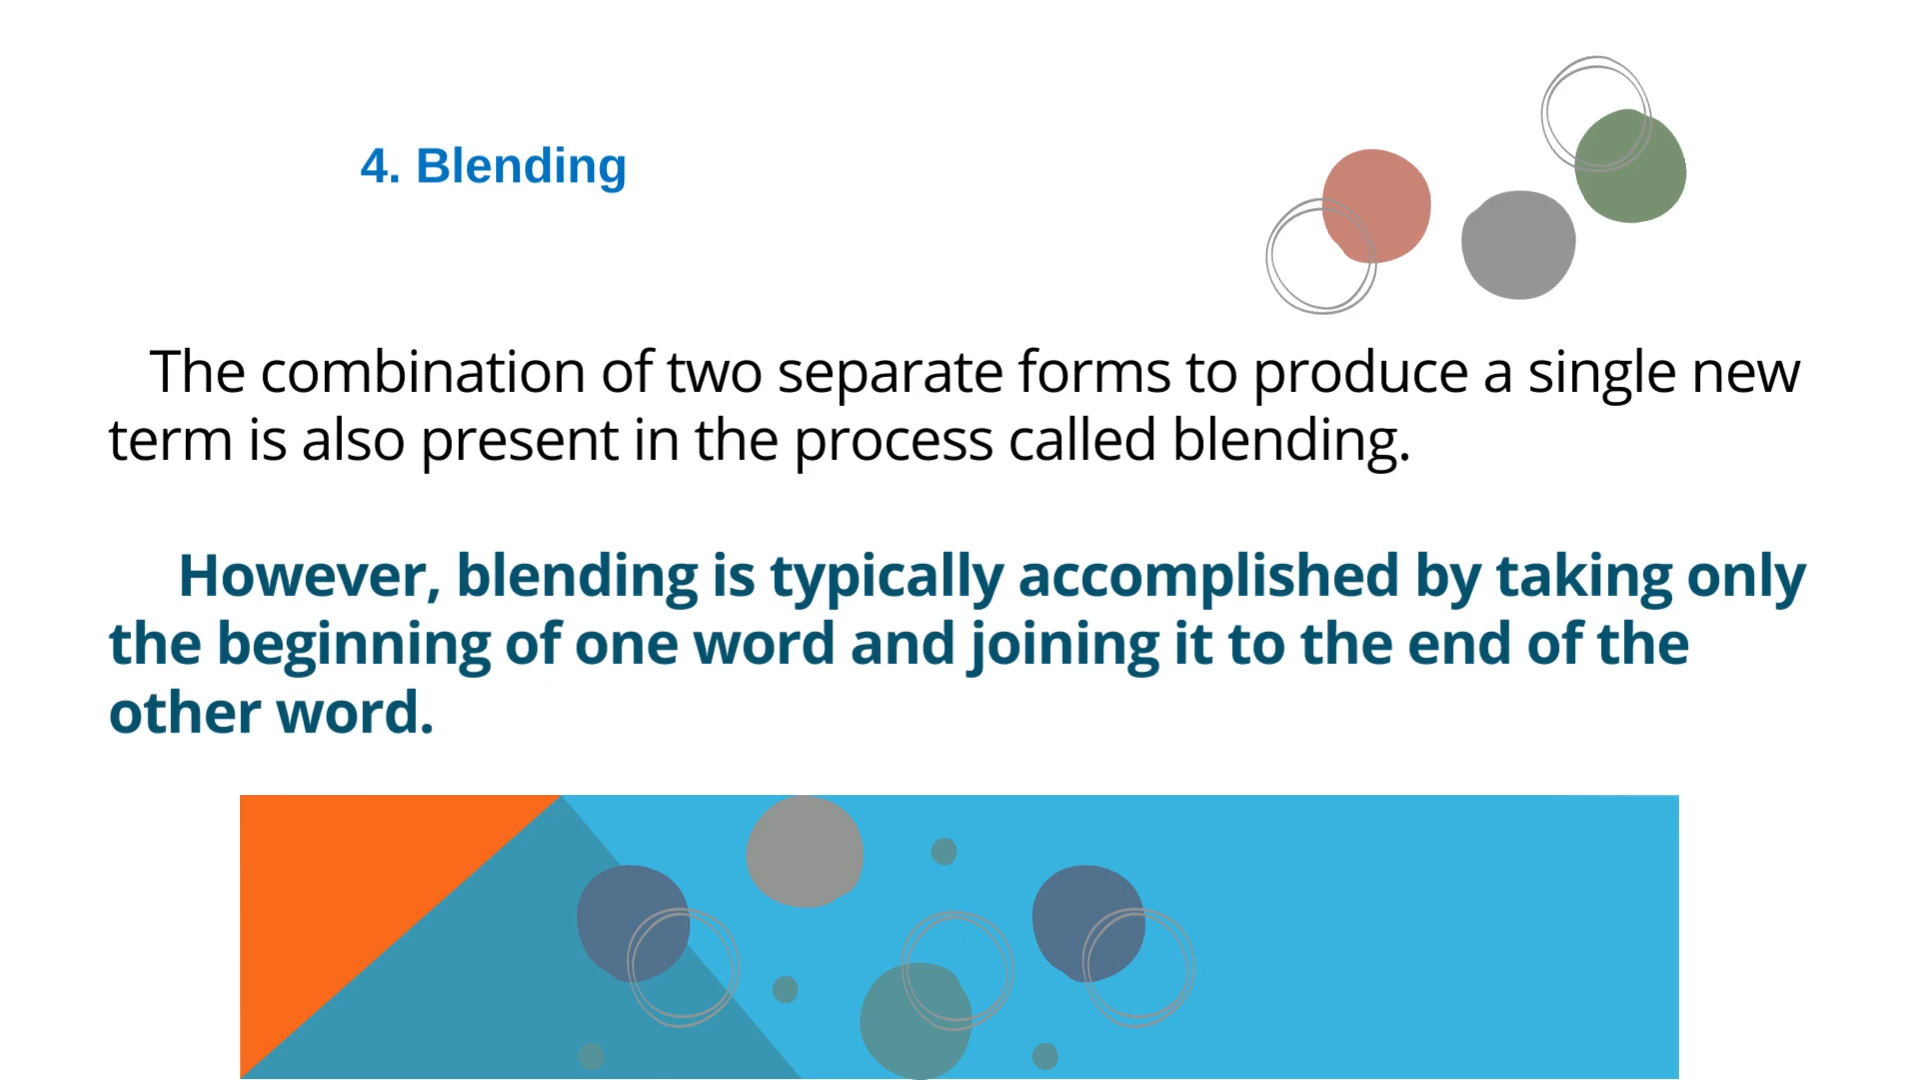 4. Blending
The combination of two separate forms to produce a single new
term is also present in the process called blending.
However, blending is typically accomplished by taking only
the beginning of one word and joining it to the end of the
other word.